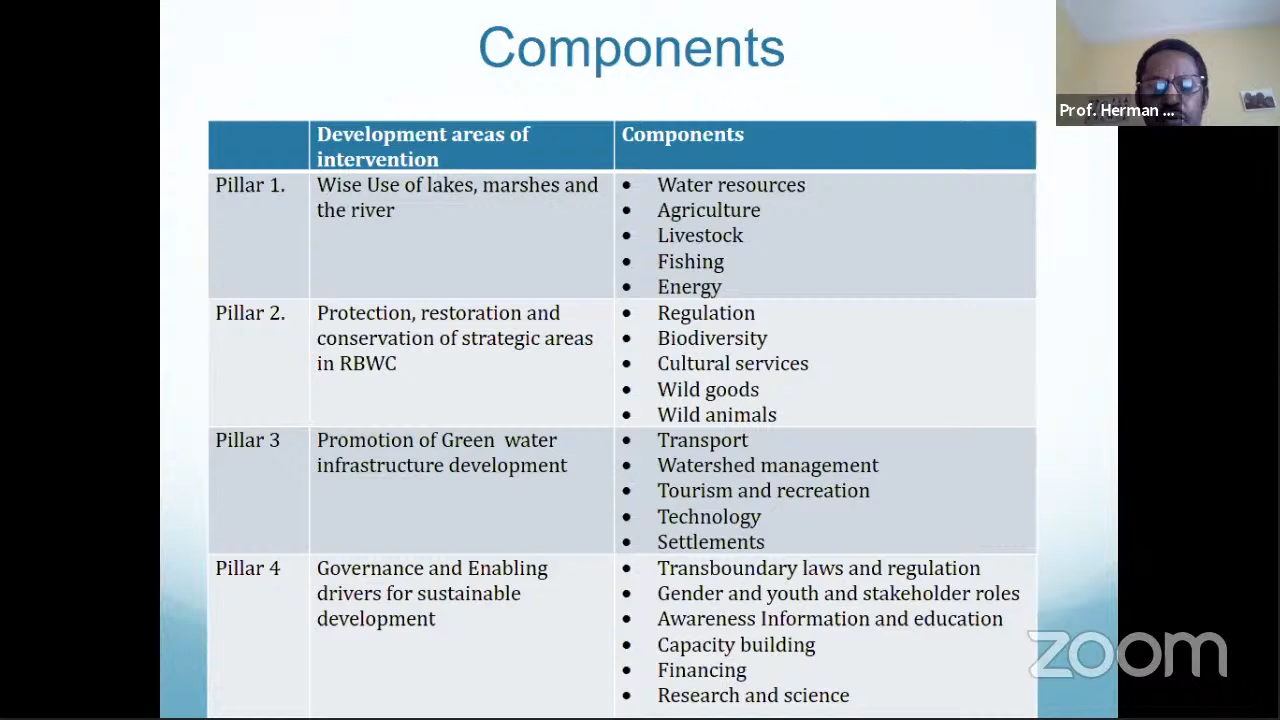 Components
Prof. Herman ...
Development areas of
intervention
Components
Pillar 1.
Wise Use of lakes, marshes and
the river
• Water resources
• Agriculture
• Livestock
• Fishing
• Energy
Pillar 2.
Protection, restoration and
conservation of strategic areas
in RBWC
• Regulation
• Biodiversity
• Cultural services
• Wild goods
• Wild animals
Pillar 3
Promotion of Green water
infrastructure development
• Transport
• Watershed management
• Tourism and recreation
• Technology
• Settlements
Pillar 4
Governance and Enabling
drivers for sustainable
development
• Transboundary laws and regulation
• Gender and youth and stakeholder roles
• Awareness Information and education
• Capacity building
• Financing
• Research and science
zoom